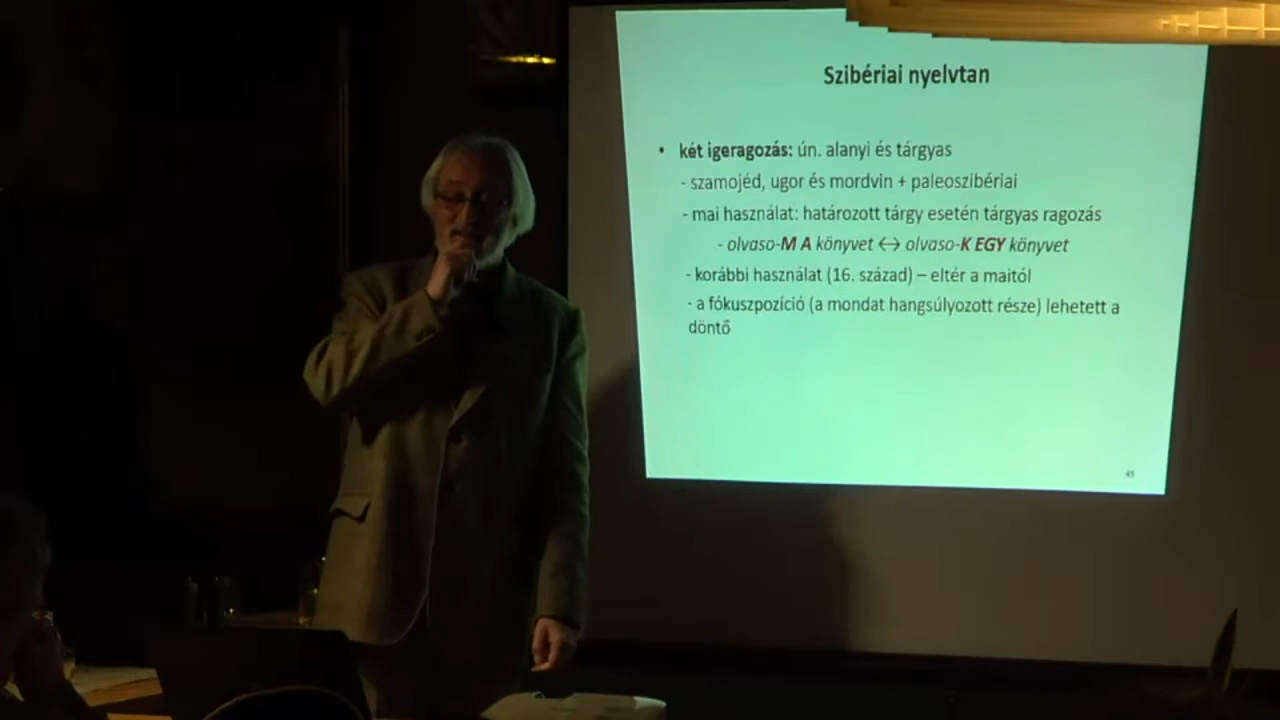 Szibériai nyelvtan
• két igeragozás: ún. alanyi és tárgyas
- szamojéd, ugor és mordvin + paleoszibériai
- mai használat: határozott tárgy esetén tárgyas ragozás
- olvaso-M A könyvet ↔ olvaso-K EGY könyvet
- korábbi használat (16. század) – eltér a maitól
- a fókuszpozíció (a mondat hangsúlyozott része) lehetett a
döntő
45